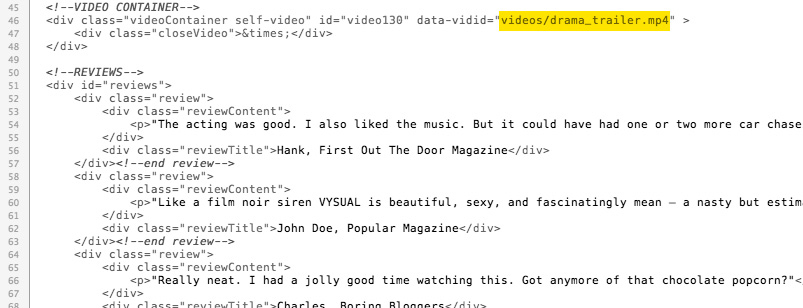 45 <!--VIDEO CONTAINER-->
46 <div class="videoContainer self-video" id="video130" data-vidid="videos/drama_trailer.mp4" >
47 <div class="closeVideo">&times;</div>
48 </div>
49
50 <!--REVIEWS-->
51 <div id="reviews">
52 <div class="review">
53 <div class="reviewContent">
54 <p>"The acting was good. I also liked the music. But it could have had one or two more car chase
55 </div>
56 <div class="reviewTitle">Hank, First Out The Door Magazine</div>
57 </div><!--end review-->
58 <div class="review">
59 <div class="reviewContent">
60 <p>"Like a film noir siren VYSUAL is beautiful, sexy, and fascinatingly mean — a nasty but estim
61 </div>
62 <div class="reviewTitle">John Doe, Popular Magazine</div>
63 </div><!--end review-->
64 <div class="review">
65 <div class="reviewContent">
66 <p>"Really neat. I had a jolly good time watching this. Got anymore of that chocolate popcorn?"<
67 </div>
68 <div class="reviewTitle">Charles, Boring Bloggers</div>